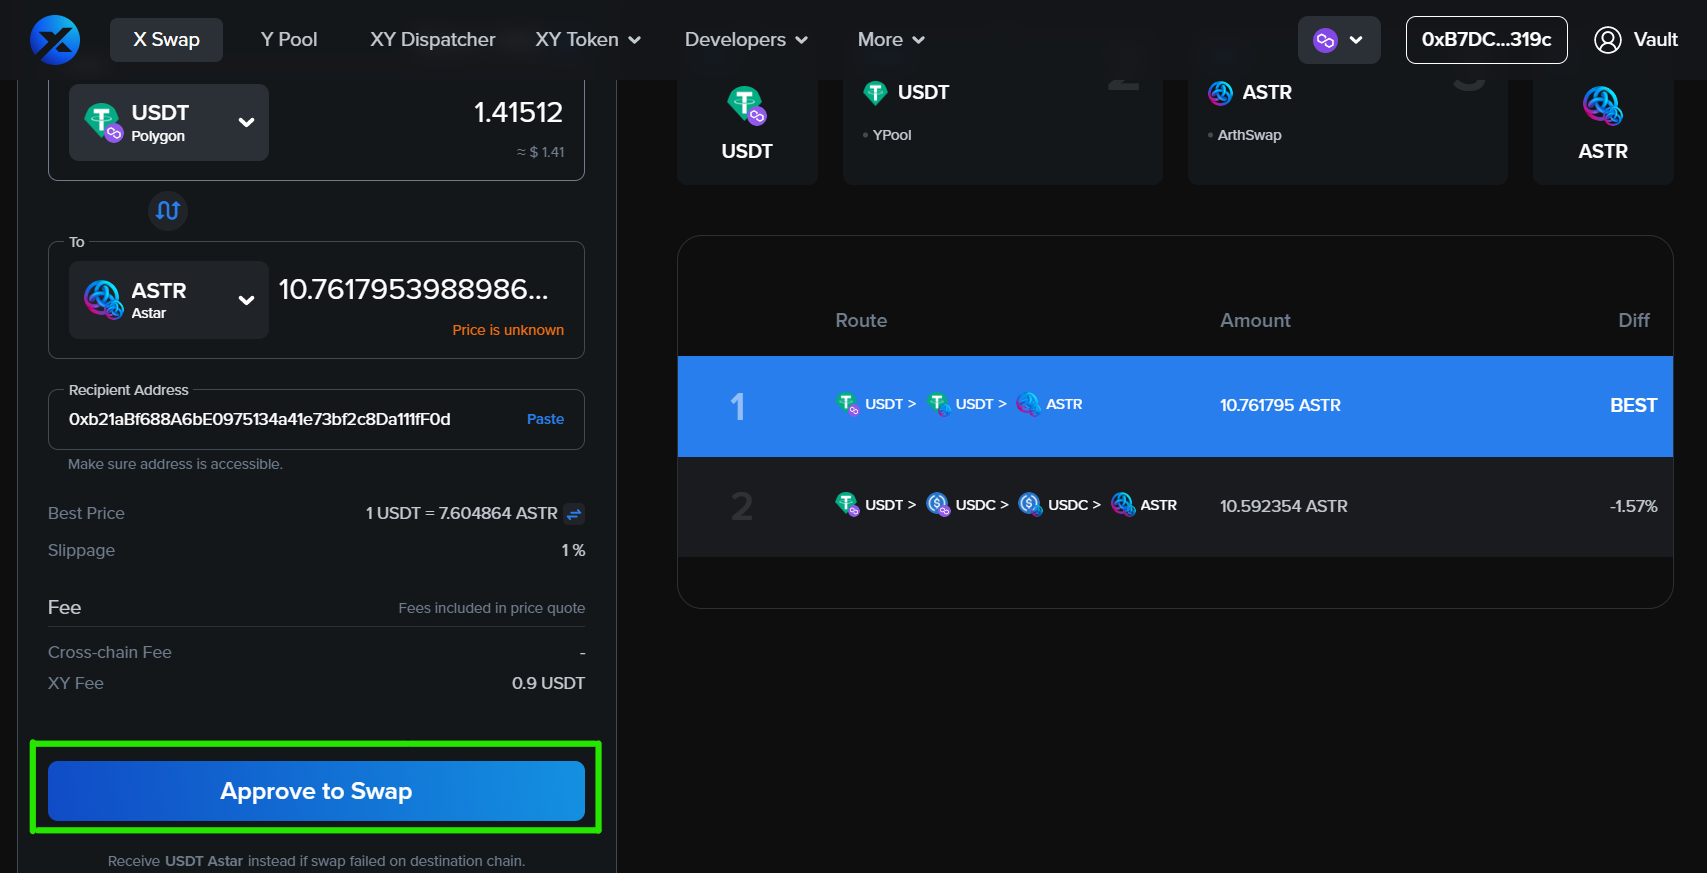 X Swap
Y Pool
XY Dispatcher
XY Token
Developers
More
0xB7DC...319c
Vault
USDT
Polygon
1.41512
≈ $ 1.41
To
ASTR
Astar
10.7617953988986...
Price is unknown
Recipient Address
0xb21aBf688A6bE0975134a41e73bf2c8Da111fF0d
Paste
Make sure address is accessible.
Best Price
1 USDT = 7.604864 ASTR
Slippage
1 %
Fee
Fees included in price quote
Cross-chain Fee
-
XY Fee
0.9 USDT
Approve to Swap
Receive USDT Astar instead if swap failed on destination chain.
USDT
2
USDT
• YPool
3
ASTR
• ArthSwap
ASTR
Route
Amount
Diff
1
USDT >
USDT >
ASTR
10.761795 ASTR
BEST
2
USDT >
USDC >
USDC >
ASTR
10.592354 ASTR
-1.57%